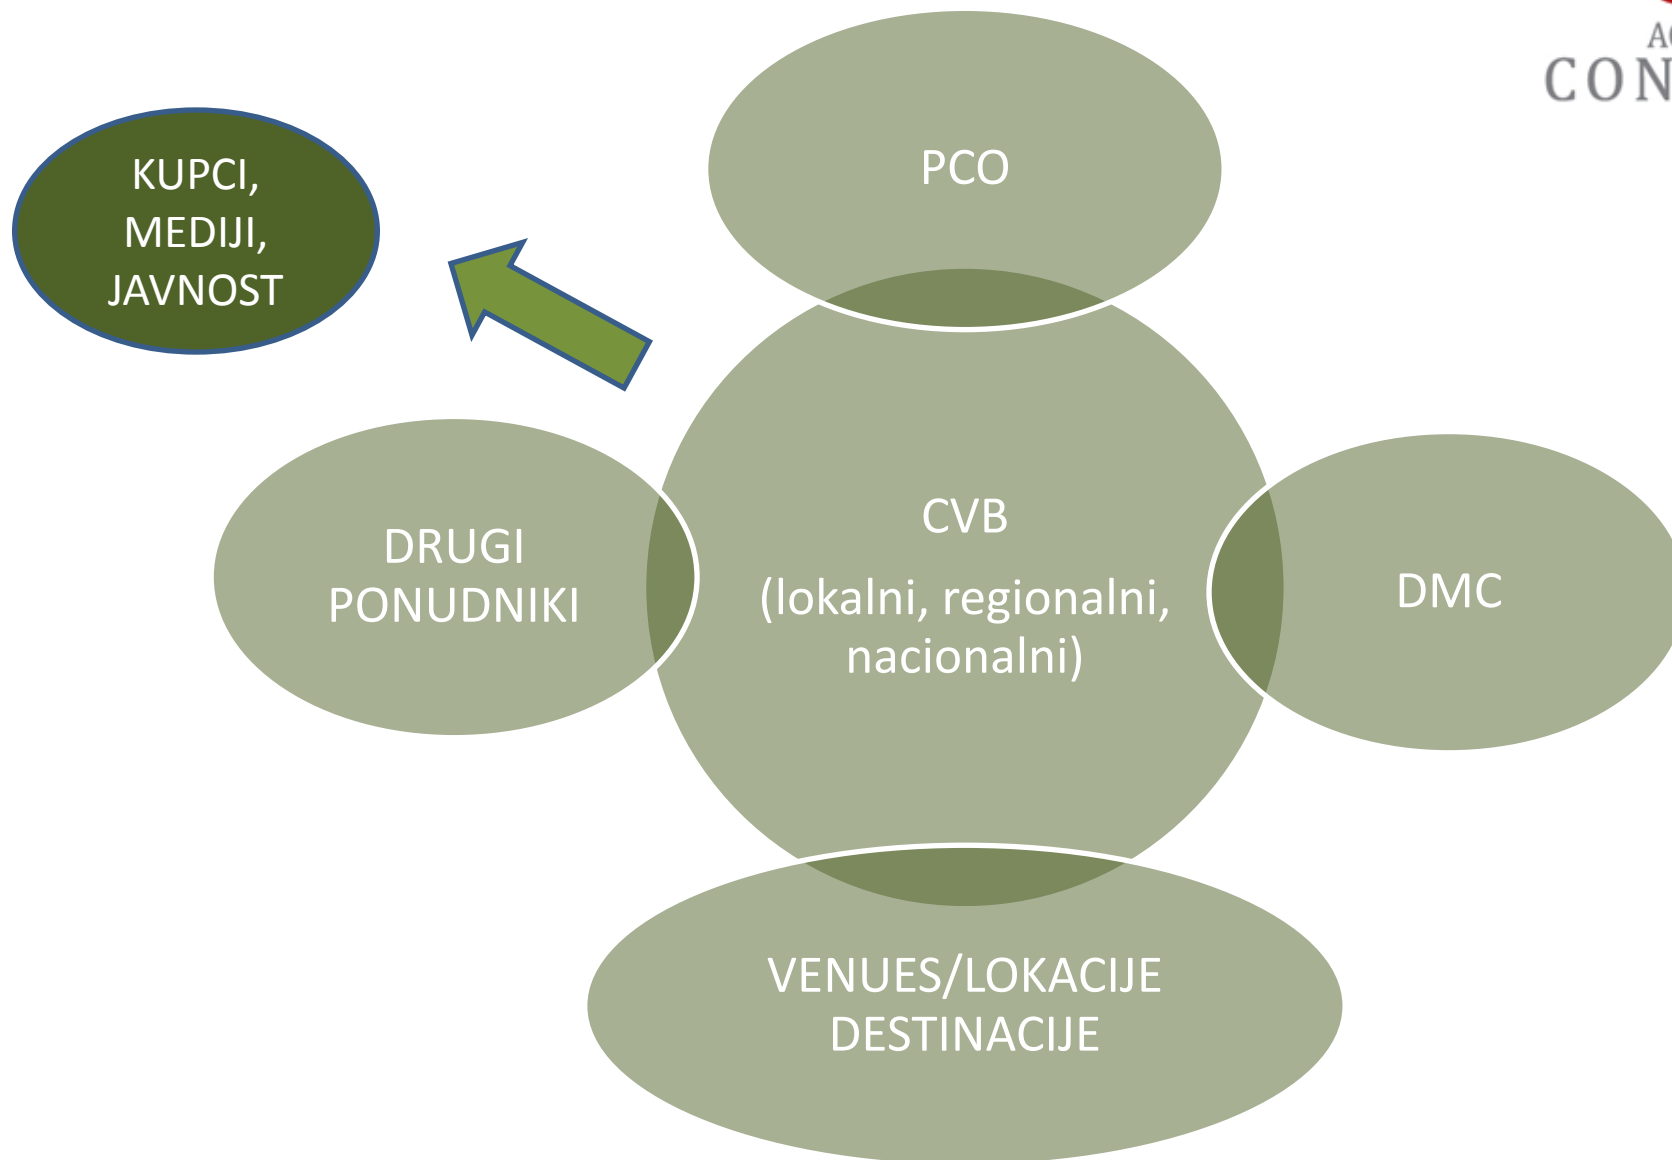 PCO
KUPCI,
MEDIJI,
JAVNOST
DRUGI
PONUDNIKI
CVB
(lokalni, regionalni,
nacionalni)
DMC
VENUES/LOKACIJE
DESTINACIJE